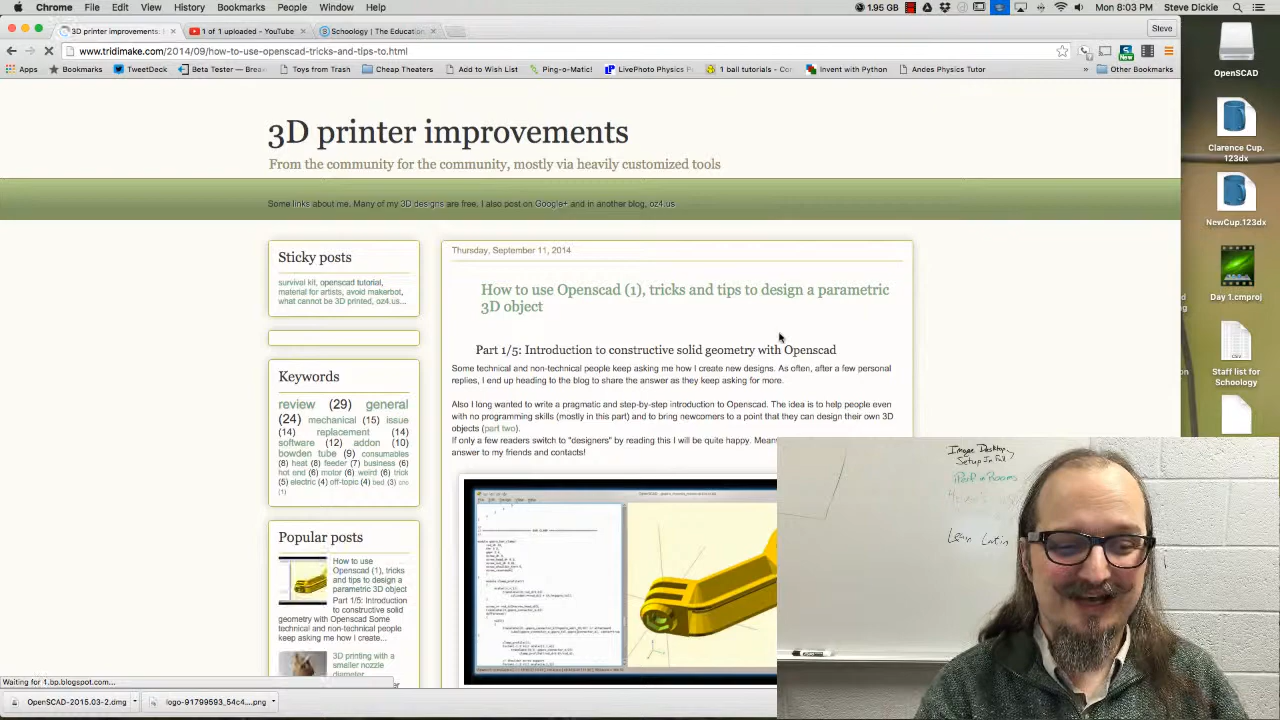 Chrome File Edit View History Bookmarks People Window Help 1.95 GB Mon 8:03 PM Steve Dickie
3D printer improvements: 1 of 1 uploaded - YouTube Schoology | The Educatio Steve
www.tridimake.com/2014/09/how-to-use-openscad-tricks-and-tips-to.html
Apps Bookmarks TweetDeck Beta Tester — Break Toys from Trash Cheap Theaters Add to Wish List Ping-o-Matic! LivePhoto Physics 1 ball tutorials - Cor Invent with Python Andes Physics Tutor » Other Bookmarks
3D printer improvements
From the community for the community, mostly via heavily customized tools
Some links about me. Many of my 3D designs are free, I also post on Google+ and in another blog, oz4.us
Sticky posts
survival kit, openscad tutorial,
material for artists, avoid makerbot,
what cannot be 3D printed, oz4.us...
Keywords
review (29) general
(24) mechanical (15) issue
(14) replacement (14)
software (12) addon (10)
bowden tube (9) consumables
(8) heat (8) feeder (7) business (6)
hot end (6) motor (6) weird (6) trick
(5) electric (4) off-topic (4) bed (3)
(1)
Popular posts
How to use
Openscad (1), tricks
and tips to design a
parametric 3D object
Part 1/5: Introduction
to constructive solid
geometry with Openscad Some
technical and non-technical people
keep asking me how I create...
3D printing with a
smaller nozzle
diameter
Thursday, September 11, 2014
How to use Openscad (1), tricks and tips to design a parametric
3D object
Part 1/5: Introduction to constructive solid geometry with Openscad
Some technical and non-technical people keep asking me how I create new designs. As often, after a few personal
replies, I end up heading to the blog to share the answer as they keep asking for more.
Also I long wanted to write a pragmatic and step-by-step introduction to Openscad. The idea is to help people even
with no programming skills (mostly in this part) and to bring newcomers to a point that they can design their own 3D
objects (part two).
If only a few readers switch to "designers" by reading this I will be quite happy.
answer to my friends and contacts!
OpenSCAD
Clarence Cup.
123dx
NewCup.123dx
Day 1.cmproj
CSV
Staff list for
Schoology
Image Desktop
Waiting for 1.bp.blogspot.com...
OpenSCAD-2015.03-2.dmg logo-91799593_54c4....png